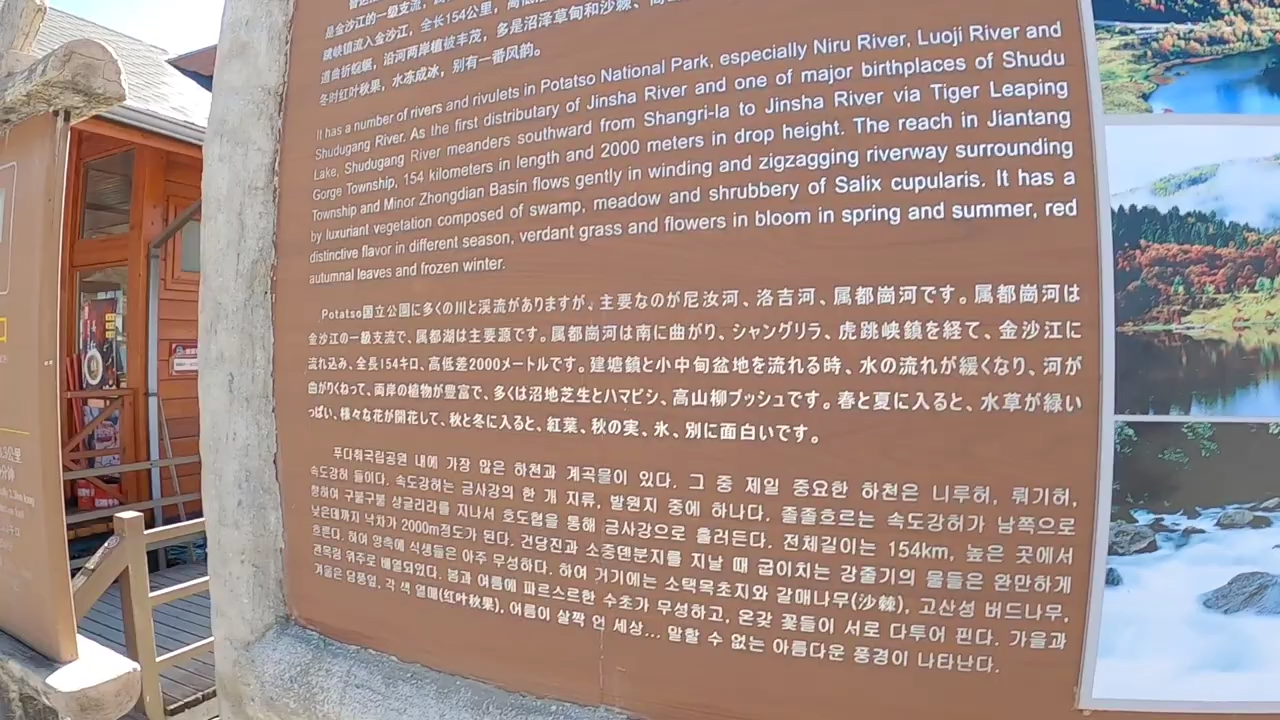 是金沙江的一级支流，
峡镇流入金沙江，全长154公里，高低
道曲折蜿蜒，沿河两岸植被丰茂，多是沼泽草甸和沙棘、
冬时红叶秋果，水冻成冰，别有一番风韵。
It has a number of rivers and rivulets in Potatso National Park, especially Niru River, Luoji River and
Shudugang River. As the first distributary of Jinsha River and one of major birthplaces of Shudu
Lake, Shudugang River meanders southward from Shangri-la to Jinsha River via Tiger Leaping
Gorge Township, 154 kilometers in length and 2000 meters in drop height. The reach in Jiantang
Township and Minor Zhongdian Basin flows gently in winding and zigzagging riverway surrounding
by luxuriant vegetation composed of swamp, meadow and shrubbery of Salix cupularis. It has a
distinctive flavor in different season, verdant grass and flowers in bloom in spring and summer, red
autumnal leaves and frozen winter.
Potatso国立公園に多くの川と渓流がありますが、主要なのが尼汝河、洛吉河、属都崗河です。属都崗河は
金沙江の一級支流で、属都湖は主要源です。属都崗河は南に曲がり、シャングリラ、虎跳峡鎮を経て、金沙江に
流れ込み、全長154キロ、高低差2000メートルです。建塘鎮と小中甸盆地を流れる時、水の流れが緩くなり、河が
曲がりくねって、両岸の植物が豊富で、多くは沼地芝生とハマビシ、高山柳ブッシュです。春と夏に入ると、水草が緑い
っぱい、様々な花が開花して、秋と冬に入ると、紅葉、秋の実、氷、別に面白いです。
푸다춰국립공원 내에 가장 많은 하천과 계곡물이 있다. 그 중 제일 중요한 하천은 니루허, 뤄기허,
속도강허 들이다. 속도강허는 금사강의 한 개 지류, 발원지 중에 하나다. 졸졸흐르는 속도강허가 남쪽으로
향하여 구불구불 샹글리라를 지나서 호도협을 통해 금사강으로 흘러든다. 전체길이는 154km, 높은 곳에서
낮은데까지 낙차가 2000m정도가 된다. 건당진과 소중뎬분지를 지날 때 굽이치는 강줄기의 물들은 완만하게
흐른다. 하여 양측에 식생들은 아주 무성하다. 하여 거기에는 소택목초지와 갈매나무(沙棘), 고산성 버드나무,
관목림 위주로 배열되었다. 봄과 여름에 파르스르한 수초가 무성하고, 온갖 꽃들이 서로 다투어 핀다. 가을과
겨울은 단풍잎, 각 색 열매(红叶秋果), 어름이 살짝 언 세상... 말할 수 없는 아름다운 풍경이 나타난다.